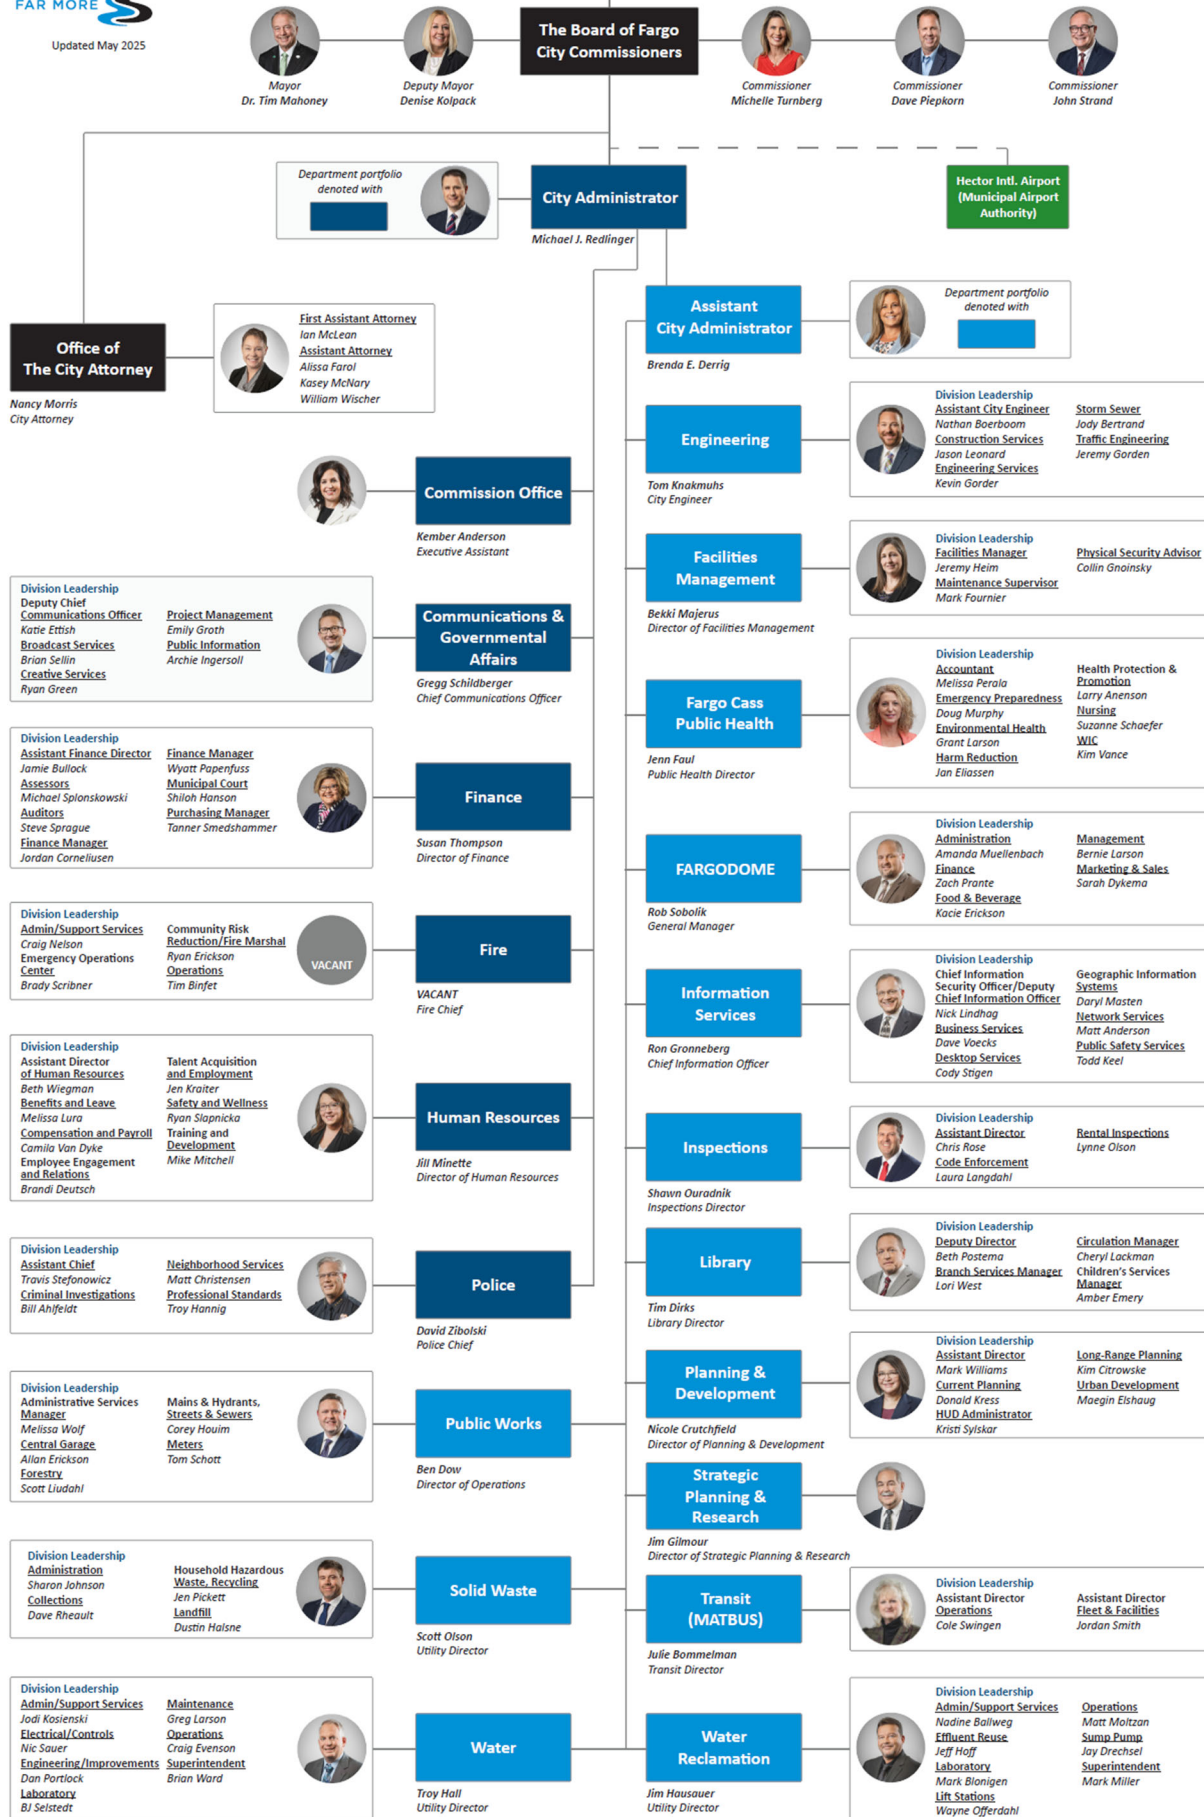 FAR MORE
Updated May 2025
The Board of Fargo
City Commissioners
Mayor
Dr. Tim Mahoney
Deputy Mayor
Denise Kolpack
Commissioner
Michelle Turnberg
Commissioner
Dave Piepkorn
Commissioner
John Strand
Department portfolio
denoted with
City Administrator
Michael J. Redlinger
Hector Intl. Airport
(Municipal Airport
Authority)
Office of
The City Attorney
Nancy Morris
City Attorney
First Assistant Attorney
Ian McLean
Assistant Attorney
Alissa Farol
Kasey McNary
William Wischer
Assistant
City Administrator
Brenda E. Derrig
Department portfolio
denoted with
Commission Office
Kember Anderson
Executive Assistant
Division Leadership
Deputy Chief
Communications Officer
Katie Ettish
Broadcast Services
Brian Sellin
Creative Services
Ryan Green
Project Management
Emily Groth
Public Information
Archie Ingersoll
Communications &
Governmental
Affairs
Gregg Schildberger
Chief Communications Officer
Division Leadership
Assistant Finance Director
Jamie Bullock
Assessors
Michael Splonskowski
Auditors
Steve Sprague
Finance Manager
Jordan Corneliusen
Finance Manager
Wyatt Papenfuss
Municipal Court
Shiloh Hanson
Purchasing Manager
Tanner Smedshammer
Finance
Susan Thompson
Director of Finance
Division Leadership
Admin/Support Services
Craig Nelson
Emergency Operations
Center
Brady Scribner
Community Risk
Reduction/Fire Marshal
Ryan Erickson
Operations
Tim Binfet
VACANT
Fire
VACANT
Fire Chief
Division Leadership
Assistant Director
of Human Resources
Beth Wiegman
Benefits and Leave
Melissa Lura
Compensation and Payroll
Camila Van Dyke
Employee Engagement
and Relations
Brandi Deutsch
Talent Acquisition
and Employment
Jen Kraiter
Safety and Wellness
Ryan Slapnicka
Training and
Development
Mike Mitchell
Human Resources
Jill Minette
Director of Human Resources
Division Leadership
Assistant Chief
Travis Stefonowicz
Criminal Investigations
Bill Ahlfeldt
Neighborhood Services
Matt Christensen
Professional Standards
Troy Hannig
Police
David Zibolski
Police Chief
Division Leadership
Administrative Services
Manager
Melissa Wolf
Central Garage
Allan Erickson
Forestry
Scott Liudahl
Mains & Hydrants,
Streets & Sewers
Corey Houim
Meters
Tom Schott
Public Works
Ben Dow
Director of Operations
Division Leadership
Administration
Sharon Johnson
Collections
Dave Rheault
Household Hazardous
Waste, Recycling
Jen Pickett
Landfill
Dustin Halsne
Solid Waste
Scott Olson
Utility Director
Division Leadership
Admin/Support Services
Jodi Kosienski
Electrical/Controls
Nic Sauer
Engineering/Improvements
Dan Portlock
Laboratory
BJ Selstedt
Maintenance
Greg Larson
Operations
Craig Evenson
Superintendent
Brian Ward
Water
Troy Hall
Utility Director
Engineering
Tom Knakmuhs
City Engineer
Division Leadership
Assistant City Engineer
Nathan Boerboom
Construction Services
Jason Leonard
Engineering Services
Kevin Gorder
Storm Sewer
Jody Bertrand
Traffic Engineering
Jeremy Gorden
Facilities
Management
Bekki Majerus
Director of Facilities Management
Division Leadership
Facilities Manager
Jeremy Heim
Maintenance Supervisor
Mark Fournier
Physical Security Advisor
Collin Gnoinsky
Fargo Cass
Public Health
Jenn Faul
Public Health Director
Division Leadership
Accountant
Melissa Perala
Emergency Preparedness
Doug Murphy
Environmental Health
Grant Larson
Harm Reduction
Jan Eliassen
Health Protection &
Promotion
Larry Anenson
Nursing
Suzanne Schaefer
WIC
Kim Vance
FARGODOME
Rob Sobolik
General Manager
Division Leadership
Administration
Amanda Muellenbach
Finance
Zach Prante
Food & Beverage
Kacie Erickson
Management
Bernie Larson
Marketing & Sales
Sarah Dykema
Information
Services
Ron Gronneberg
Chief Information Officer
Division Leadership
Chief Information
Security Officer/Deputy
Chief Information Officer
Nick Lindhag
Business Services
Dave Voecks
Desktop Services
Cody Stigen
Geographic Information
Systems
Daryl Masten
Network Services
Matt Anderson
Public Safety Services
Todd Keel
Inspections
Shawn Ouradnik
Inspections Director
Division Leadership
Assistant Director
Chris Rose
Code Enforcement
Laura Langdahl
Rental Inspections
Lynne Olson
Library
Tim Dirks
Library Director
Division Leadership
Deputy Director
Beth Postema
Branch Services Manager
Lori West
Circulation Manager
Cheryl Lackman
Children's Services
Manager
Amber Emery
Planning &
Development
Nicole Crutchfield
Director of Planning & Development
Division Leadership
Assistant Director
Mark Williams
Current Planning
Donald Kress
HUD Administrator
Kristi Sylskar
Long-Range Planning
Kim Citrowske
Urban Development
Maegin Elshaug
Strategic
Planning &
Research
Jim Gilmour
Director of Strategic Planning & Research
Transit
(MATBUS)
Julie Bommelman
Transit Director
Division Leadership
Assistant Director
Operations
Cole Swingen
Assistant Director
Fleet & Facilities
Jordan Smith
Water
Reclamation
Jim Hausauer
Utility Director
Division Leadership
Admin/Support Services
Nadine Ballweg
Effluent Reuse
Jeff Hoff
Laboratory
Mark Blonigen
Lift Stations
Wayne Offerdahl
Operations
Matt Moltzan
Sump Pump
Jay Drechsel
Superintendent
Mark Miller